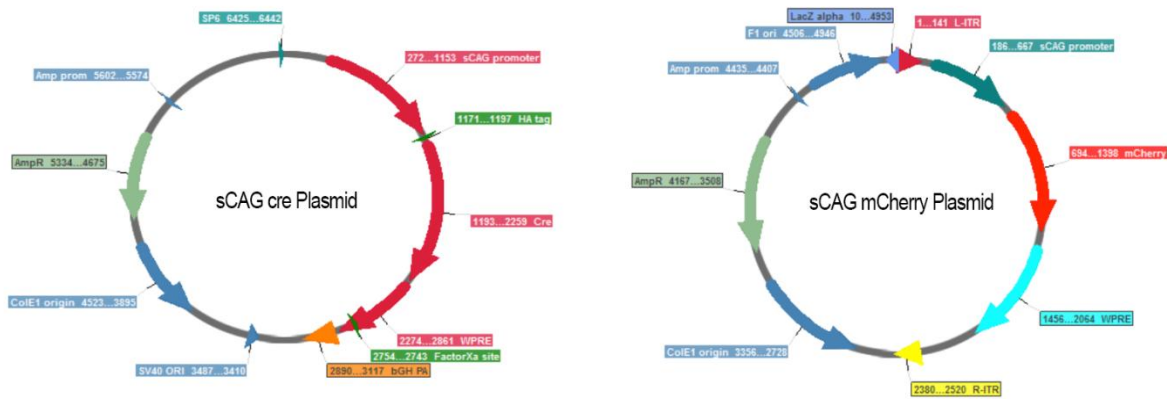 SP6 6425...6442
Amp prom 5602...5574
272...1153 sCAG promoter
1171...1197 HA tag
AmpR 5334...4675
sCAG cre Plasmid
1193...2259 Cre
ColE1 origin 4523...3895
2274...2861 WPRE
2754...2743 FactorXa site
SV40 ORI 3487...3410
2890...3117 bGH PA
LacZ alpha 10...4953
1...141 L-ITR
F1 ori 4506...4946
186...667 sCAG promoter
Amp prom 4435...4407
694...1398 mCherry
AmpR 4167...3508
sCAG mCherry Plasmid
1456...2064 WPRE
ColE1 origin 3356...2728
2380...2520 R-ITR